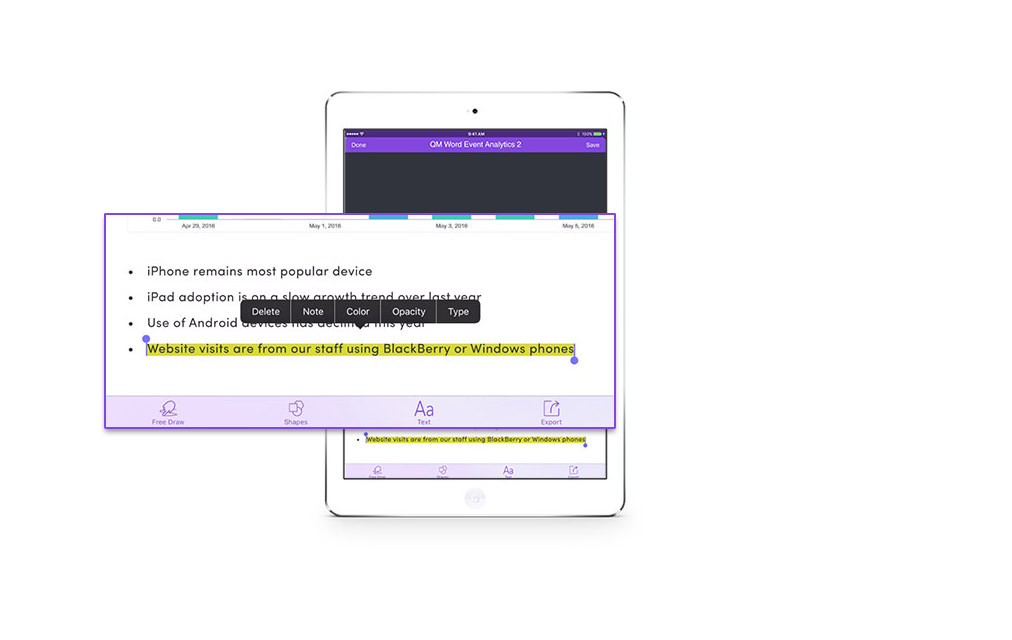 9:41 AM 100%
Done QM Word Event Analytics 2 Save
0.0
Apr 29, 2016 May 1, 2016 May 3, 2016 May 5, 2016
• iPhone remains most popular device
• iPad adoption is on a slow growth trend over last year
Delete Note Color Opacity Type
• Use of Android devices has declined this year
• Website visits are from our staff using BlackBerry or Windows phones
Free Draw Shapes Text Export
Aa
• Website visits are from our staff using BlackBerry or Windows phones
Aa
Free Draw Shapes Text Export